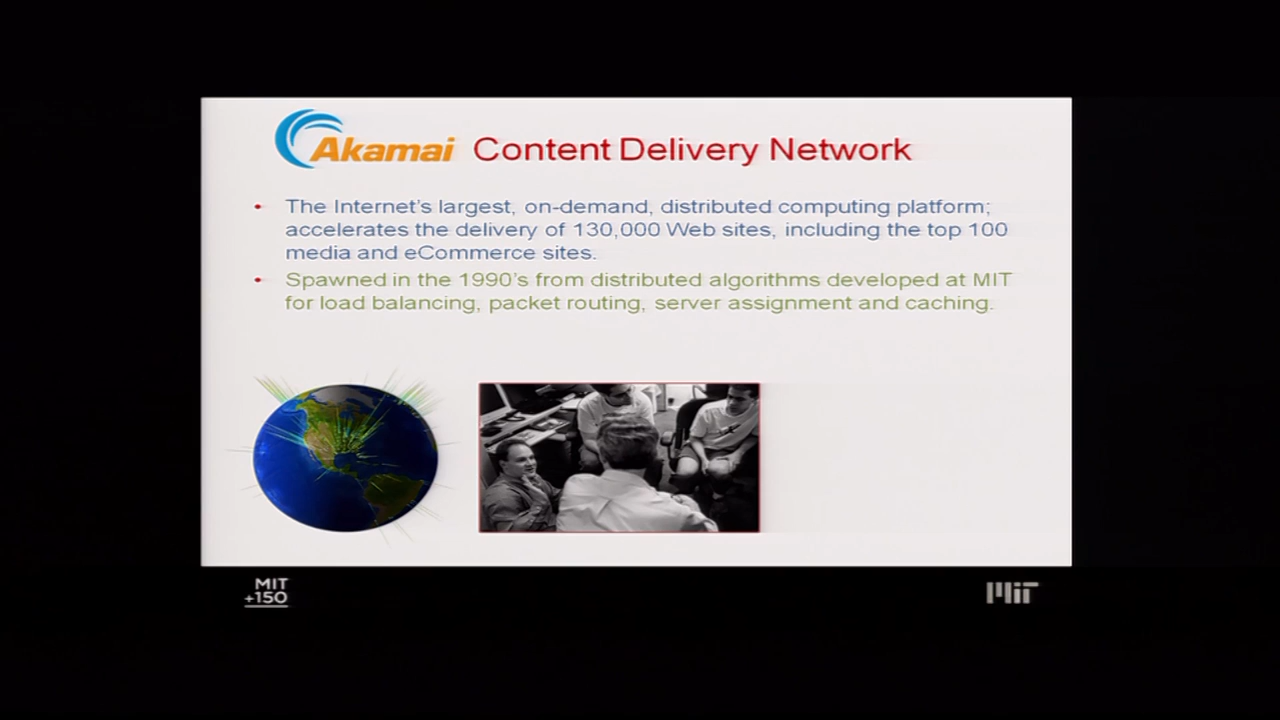 Akamai Content Delivery Network
• The Internet's largest, on-demand, distributed computing platform;
accelerates the delivery of 130,000 Web sites, including the top 100
media and eCommerce sites.
• Spawned in the 1990's from distributed algorithms developed at MIT
for load balancing, packet routing, server assignment and caching.
MIT
+150
MIT